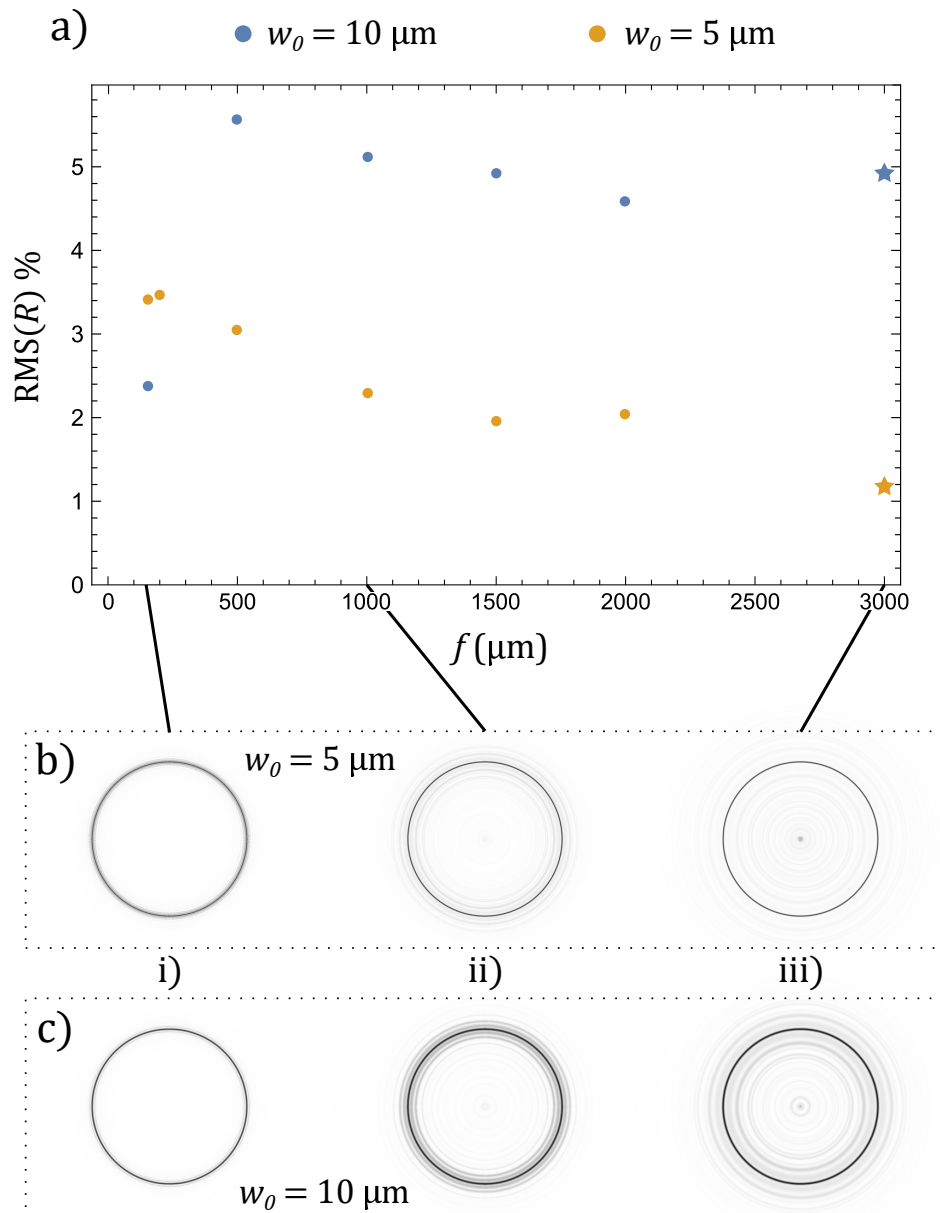 a)
w₀ = 10 μm
w₀ = 5 μm
RMS(R) %
5
4
3
2
1
0
0 500 1000 1500 2000 2500 3000
f (μm)
b)
w₀ = 5 μm
i) ii) iii)
c)
w₀ = 10 μm